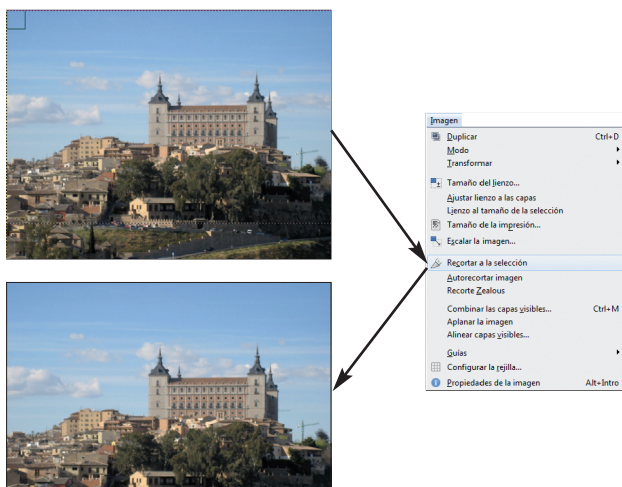 Imagen
Duplicar Ctrl+D
Modo
Transformar
Tamaño del lienzo...
Ajustar lienzo a las capas
Lienzo al tamaño de la selección
Tamaño de la impresión...
Escalar la imagen...
Recortar a la selección
Autorecortar imagen
Recorte Zealous
Combinar las capas visibles... Ctrl+M
Aplanar la imagen
Alinear capas visibles...
Guías
Configurar la rejilla...
Propiedades de la imagen Alt+Intro